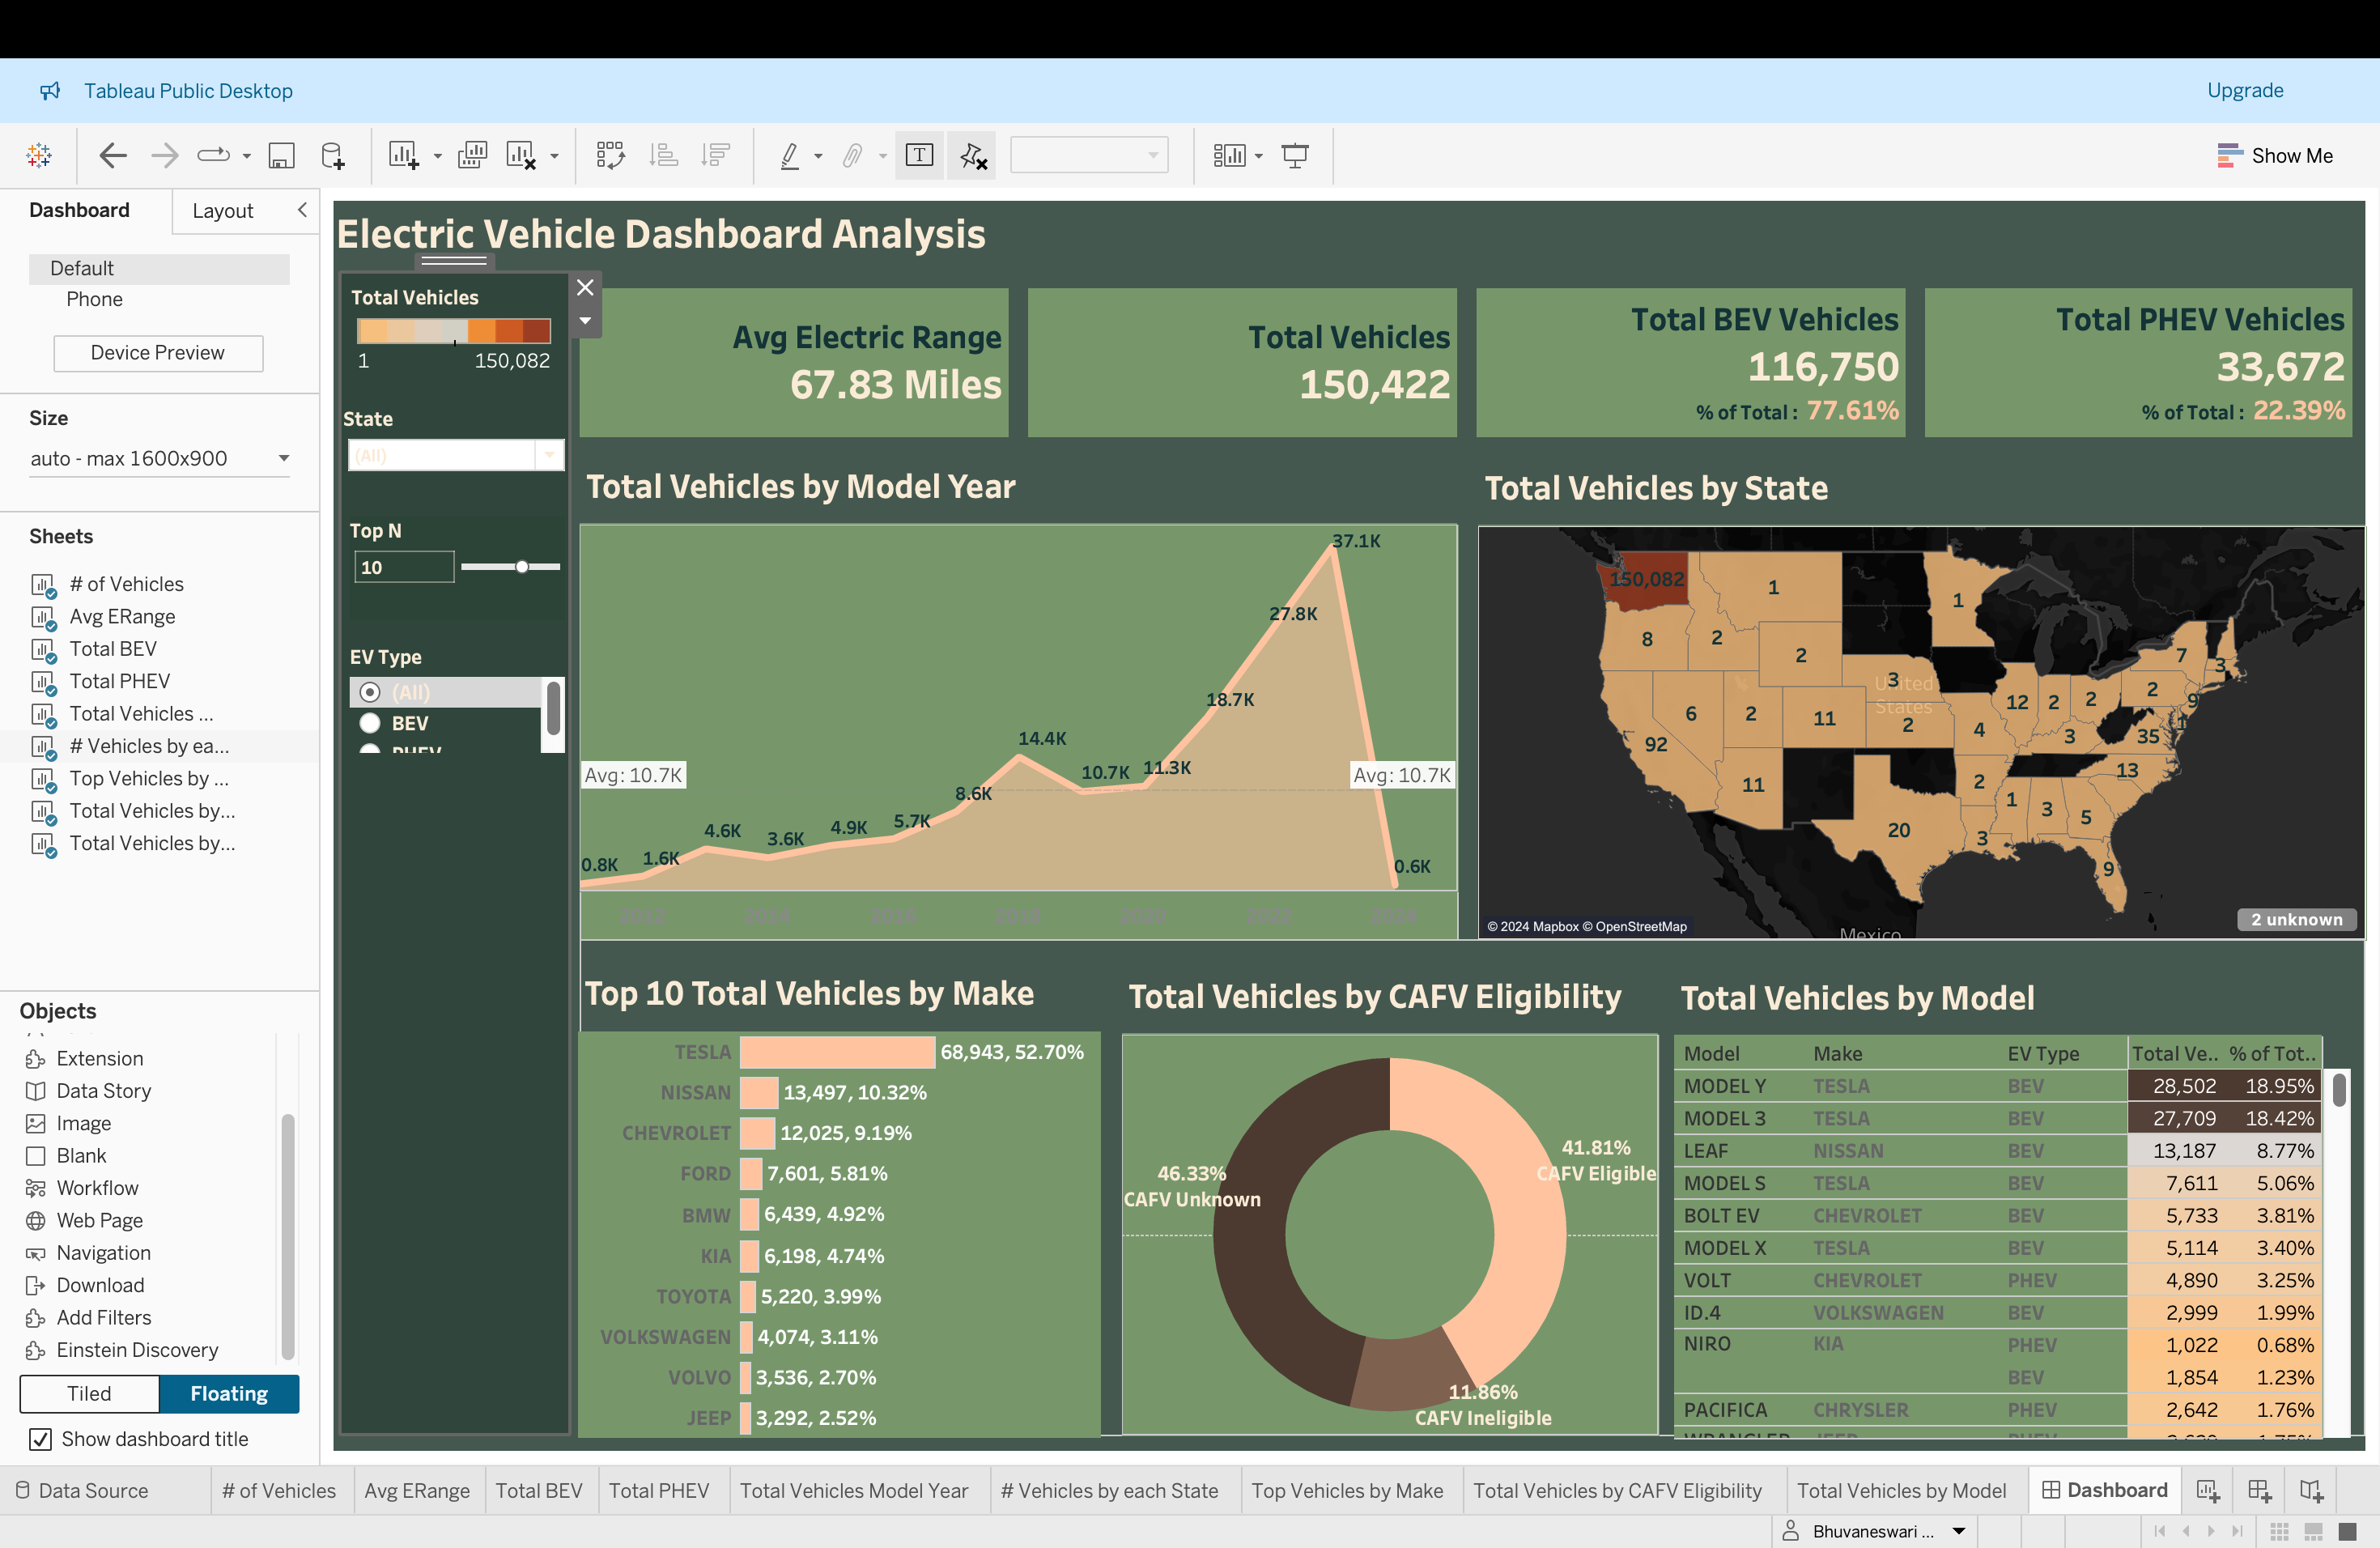 Tableau Public Desktop
Upgrade
Show Me
Dashboard
Layout
Default
Phone
Device Preview
Size
auto - max 1600x900
Sheets
# of Vehicles
Avg ERange
Total BEV
Total PHEV
Total Vehicles ...
# Vehicles by ea...
Top Vehicles by ...
Total Vehicles by...
Total Vehicles by...
Objects
Extension
Data Story
Image
Blank
Workflow
Web Page
Navigation
Download
Add Filters
Einstein Discovery
Tiled
Floating
Show dashboard title
Electric Vehicle Dashboard Analysis
Total Vehicles
1 150,082
State
(All)
Top N
10
EV Type
(All)
BEV
PHEV
Avg Electric Range
67.83 Miles
Total Vehicles
150,422
Total BEV Vehicles
116,750
% of Total : 77.61%
Total PHEV Vehicles
33,672
% of Total : 22.39%
Total Vehicles by Model Year
37.1K
27.8K
18.7K
14.4K
10.7K
11.3K
Avg: 10.7K
Avg: 10.7K
8.6K
5.7K
4.9K
4.6K
3.6K
1.6K
0.8K
0.6K
2012 2014 2016 2018 2020 2022 2024
Total Vehicles by State
150,082
1
1
8
2
2
7
3
3
United
States
12
2
2
2
9
6
2
11
2
4
92
3
35
1
11
2
13
1
3
5
20
3
9
© 2024 Mapbox © OpenStreetMap
Mexico
2 unknown
Top 10 Total Vehicles by Make
TESLA 68,943, 52.70%
NISSAN 13,497, 10.32%
CHEVROLET 12,025, 9.19%
FORD 7,601, 5.81%
BMW 6,439, 4.92%
KIA 6,198, 4.74%
TOYOTA 5,220, 3.99%
VOLKSWAGEN 4,074, 3.11%
VOLVO 3,536, 2.70%
JEEP 3,292, 2.52%
Total Vehicles by CAFV Eligibility
41.81%
CAFV Eligible
46.33%
CAFV Unknown
11.86%
CAFV Ineligible
Total Vehicles by Model
Model Make EV Type Total Ve.. % of Tot..
MODEL Y TESLA BEV 28,502 18.95%
MODEL 3 TESLA BEV 27,709 18.42%
LEAF NISSAN BEV 13,187 8.77%
MODEL S TESLA BEV 7,611 5.06%
BOLT EV CHEVROLET BEV 5,733 3.81%
MODEL X TESLA BEV 5,114 3.40%
VOLT CHEVROLET PHEV 4,890 3.25%
ID.4 VOLKSWAGEN BEV 2,999 1.99%
NIRO KIA PHEV 1,022 0.68%
BEV 1,854 1.23%
PACIFICA CHRYSLER PHEV 2,642 1.76%
WRANGLER JEEP PHEV
Data Source
# of Vehicles
Avg ERange
Total BEV
Total PHEV
Total Vehicles Model Year
# Vehicles by each State
Top Vehicles by Make
Total Vehicles by CAFV Eligibility
Total Vehicles by Model
Dashboard
Bhuvaneswari ...